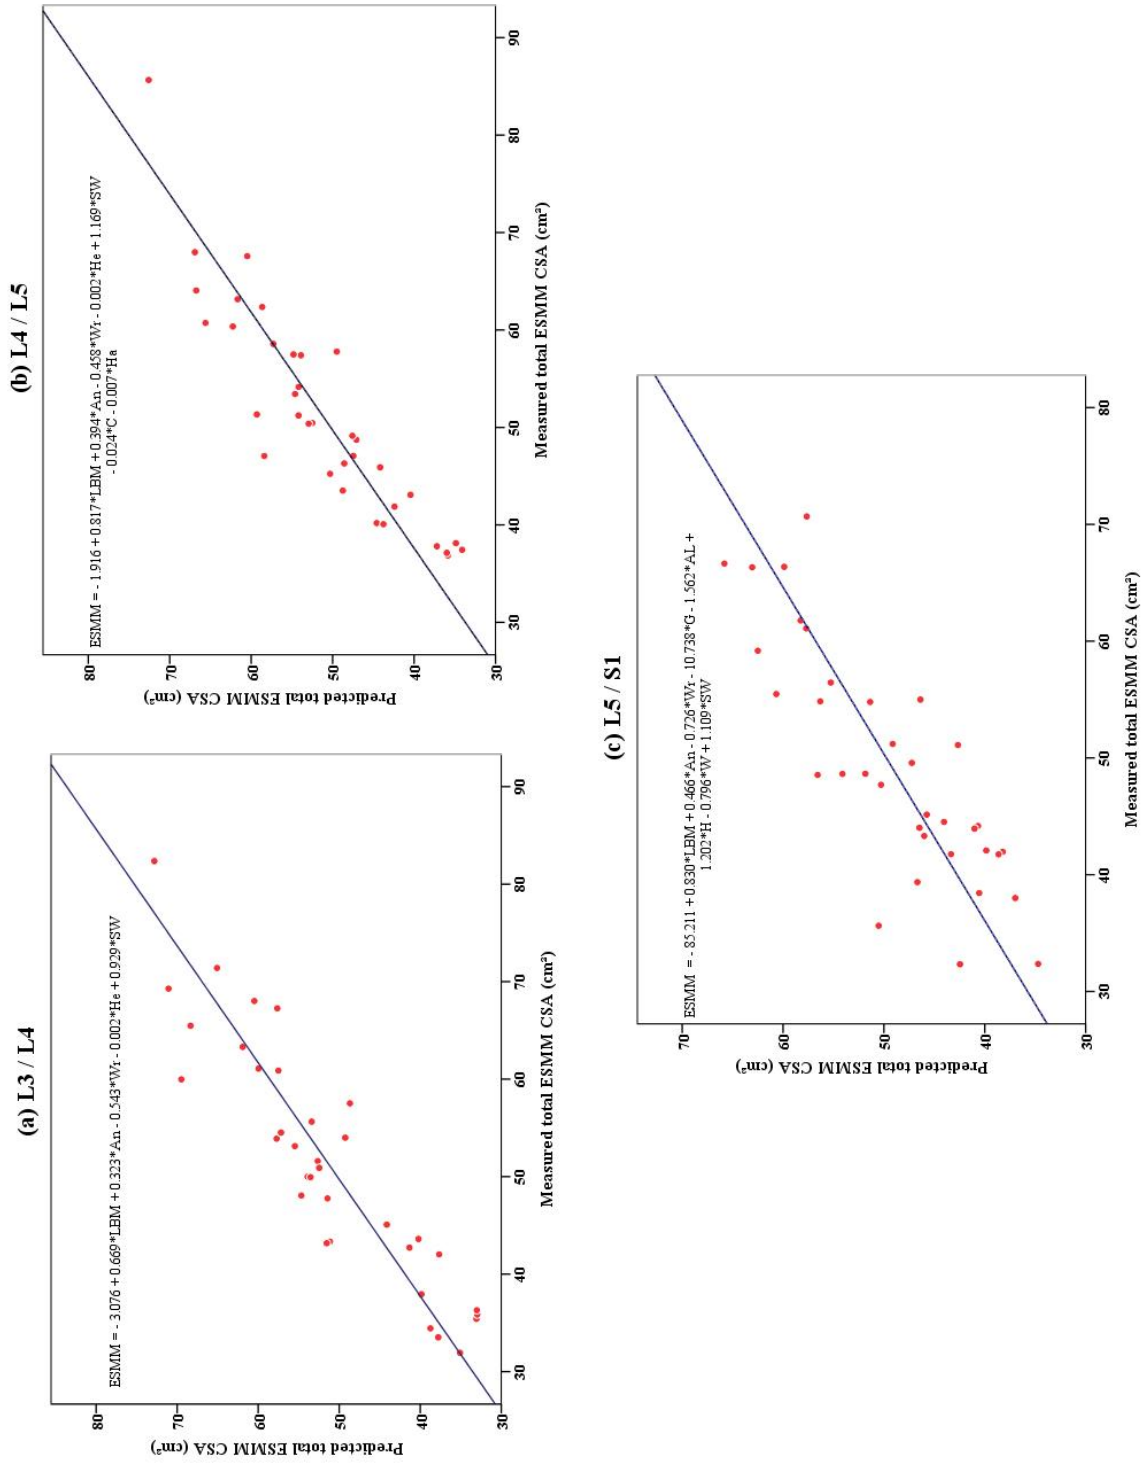 (a) L3 / L4
ESMM = - 3.076 + 0.669*LBM + 0.323*An - 0.543*Wr - 0.002*He + 0.929*SW
Predicted total ESMM CSA (cm²)
80
70
60
50
40
30
30
40
50
60
70
80
90
Measured total ESMM CSA (cm²)
(b) L4 / L5
ESMM = - 1.916 + 0.817*LBM + 0.394*An - 0.458*Wr - 0.002*He + 1.169*SW
- 0.024*C - 0.007*Ha
Predicted total ESMM CSA (cm²)
80
70
60
50
40
30
30
40
50
60
70
80
90
Measured total ESMM CSA (cm²)
(c) L5 / S1
ESMM = - 85.211 + 0.830*LBM + 0.466*An - 0.726*Wr - 10.738*G - 1.562*AL +
1.202*H - 0.796*W + 1.109*SW
Predicted total ESMM CSA (cm²)
70
60
50
40
30
30
40
50
60
70
80
Measured total ESMM CSA (cm²)